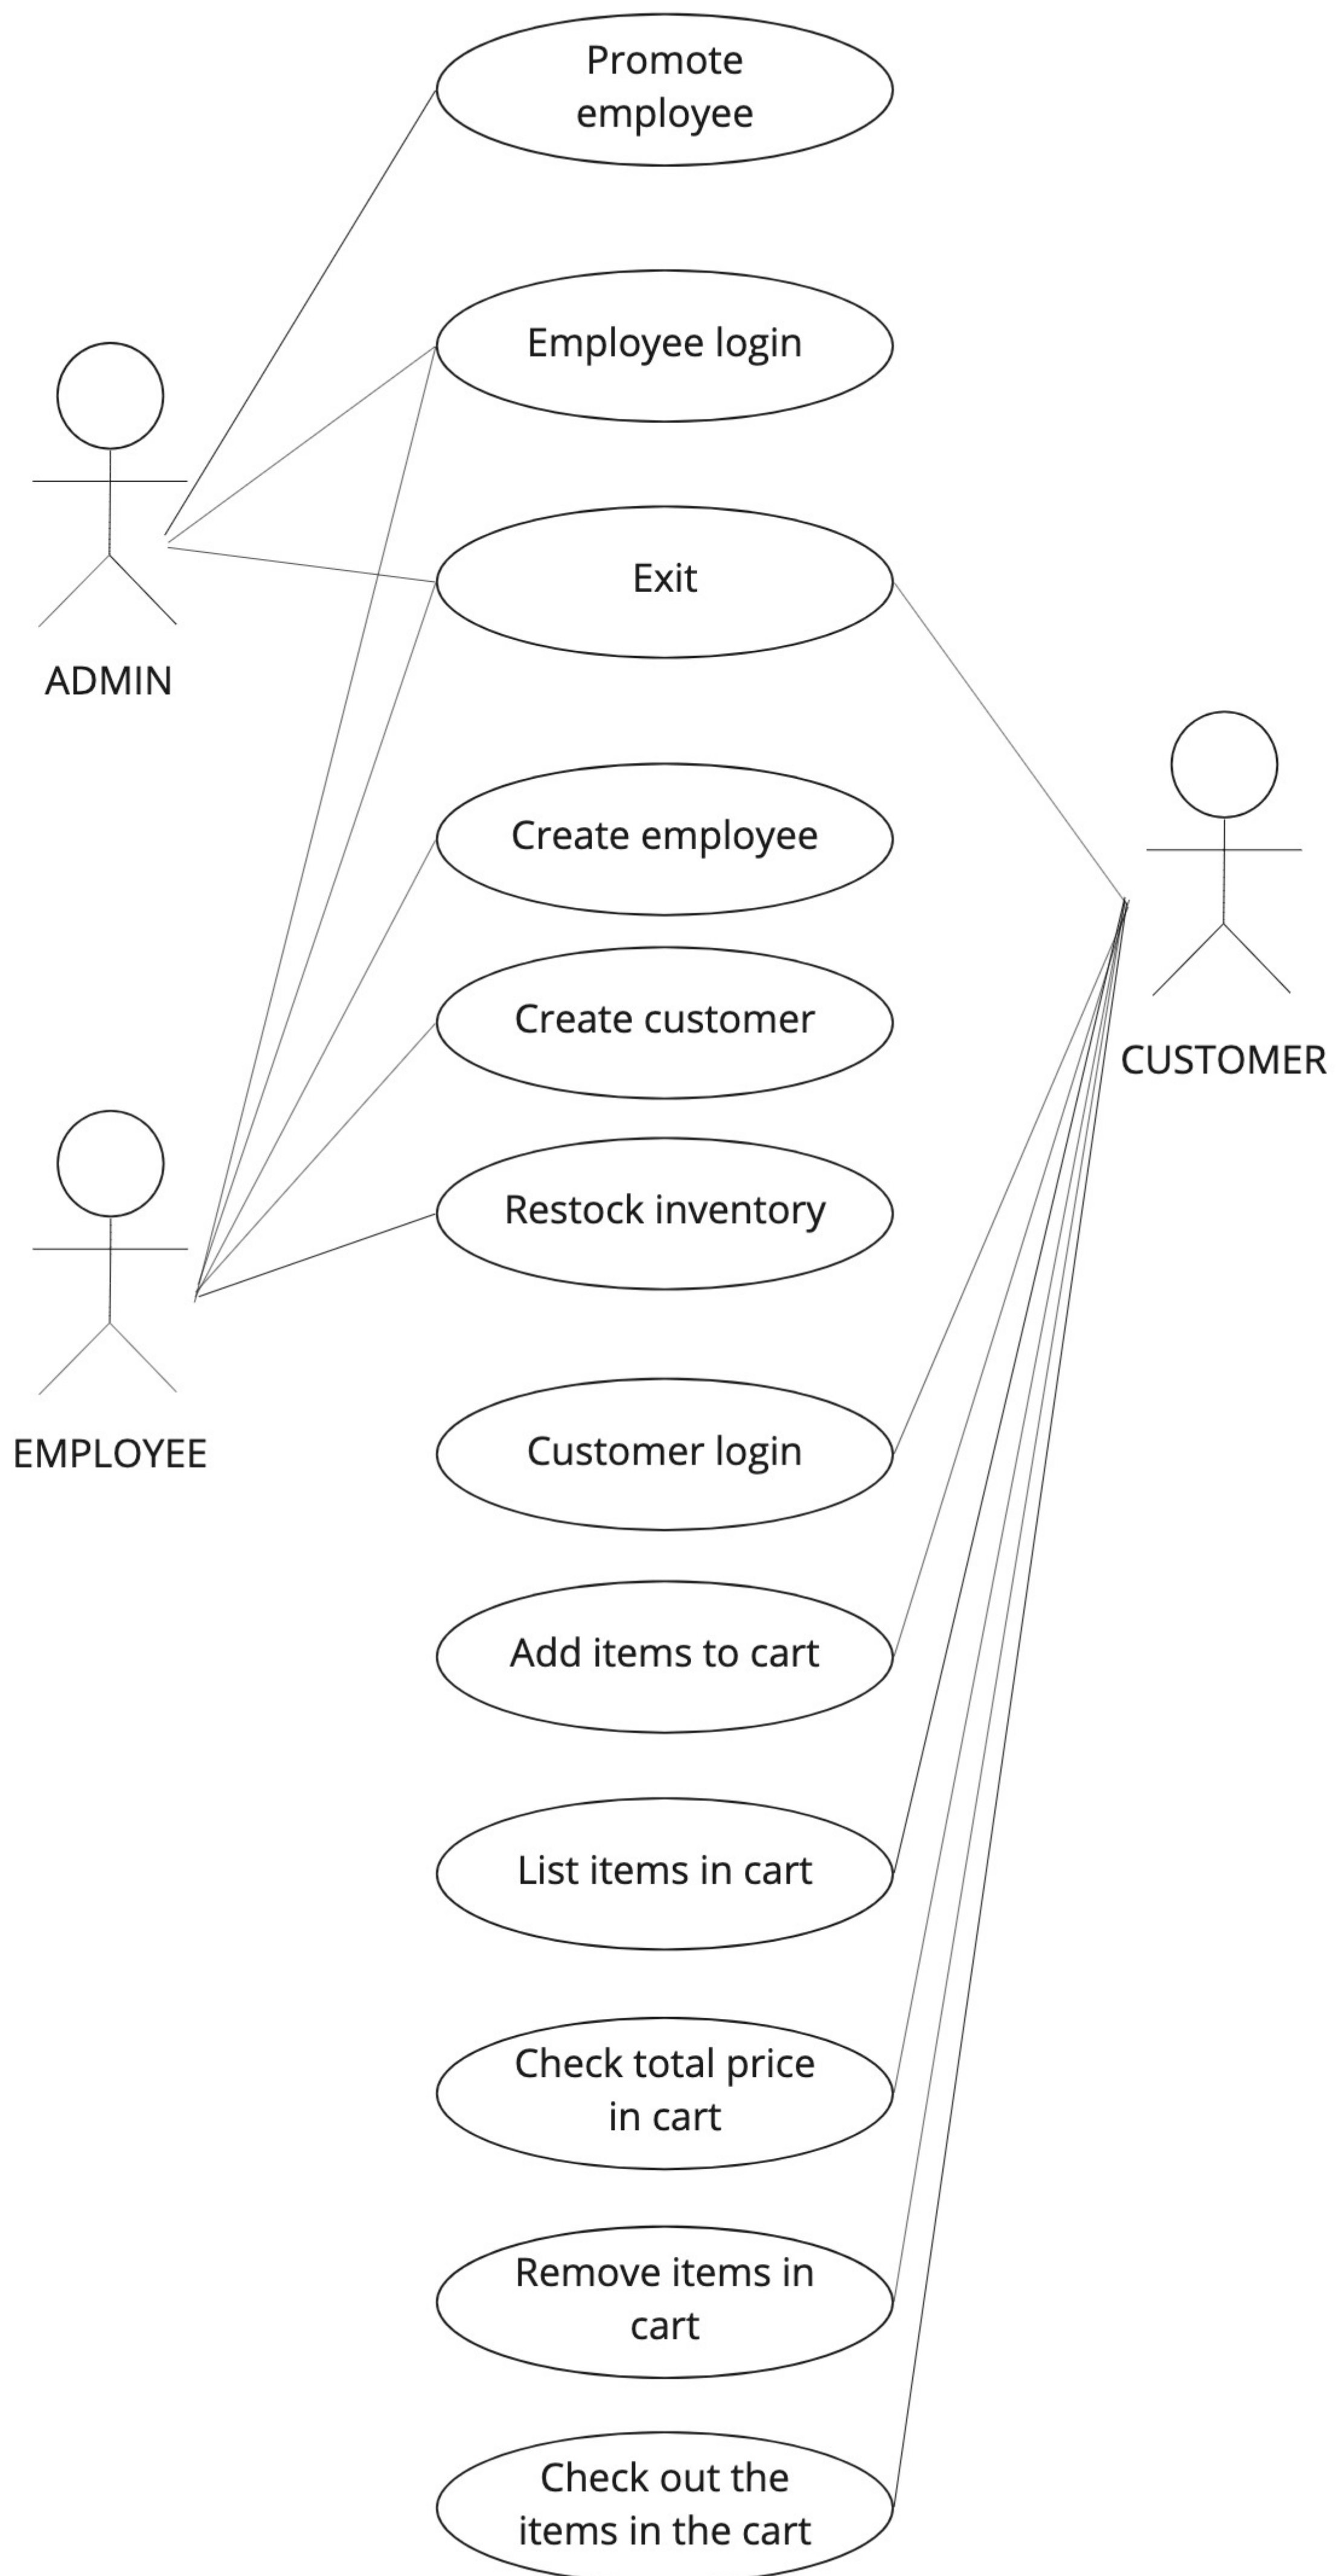 Promote
employee
Employee login
Exit
ADMIN
Create employee
Create customer
CUSTOMER
Restock inventory
EMPLOYEE
Customer login
Add items to cart
List items in cart
Check total price
in cart
Remove items in
cart
Check out the
items in the cart